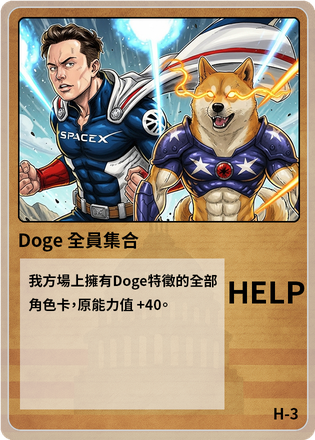 SPACEX
Doge 全員集合
我方場上擁有Doge特徵的全部
角色卡,原能力值 +40。
HELP
H-3